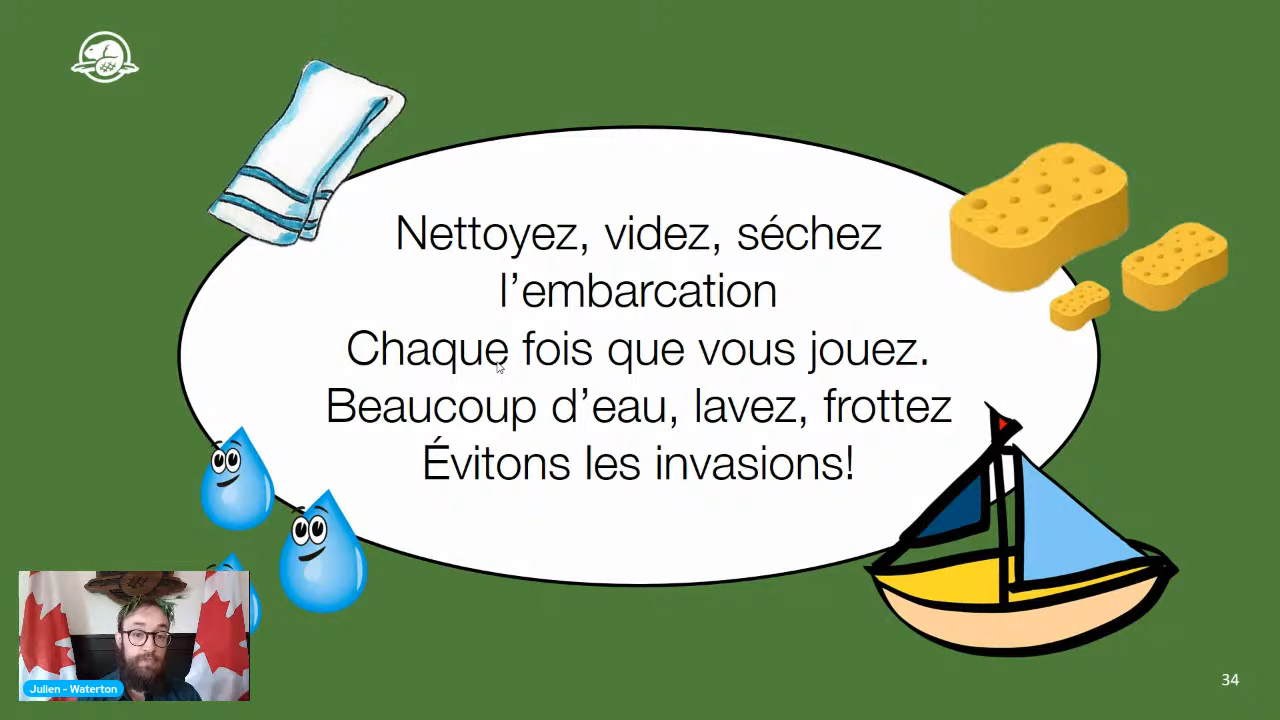 Nettoyez, videz, séchez
l’embarcation
Chaque fois que vous jouez.
Beaucoup d’eau, lavez, frottez
Évitons les invasions!
Julien - Waterton
34